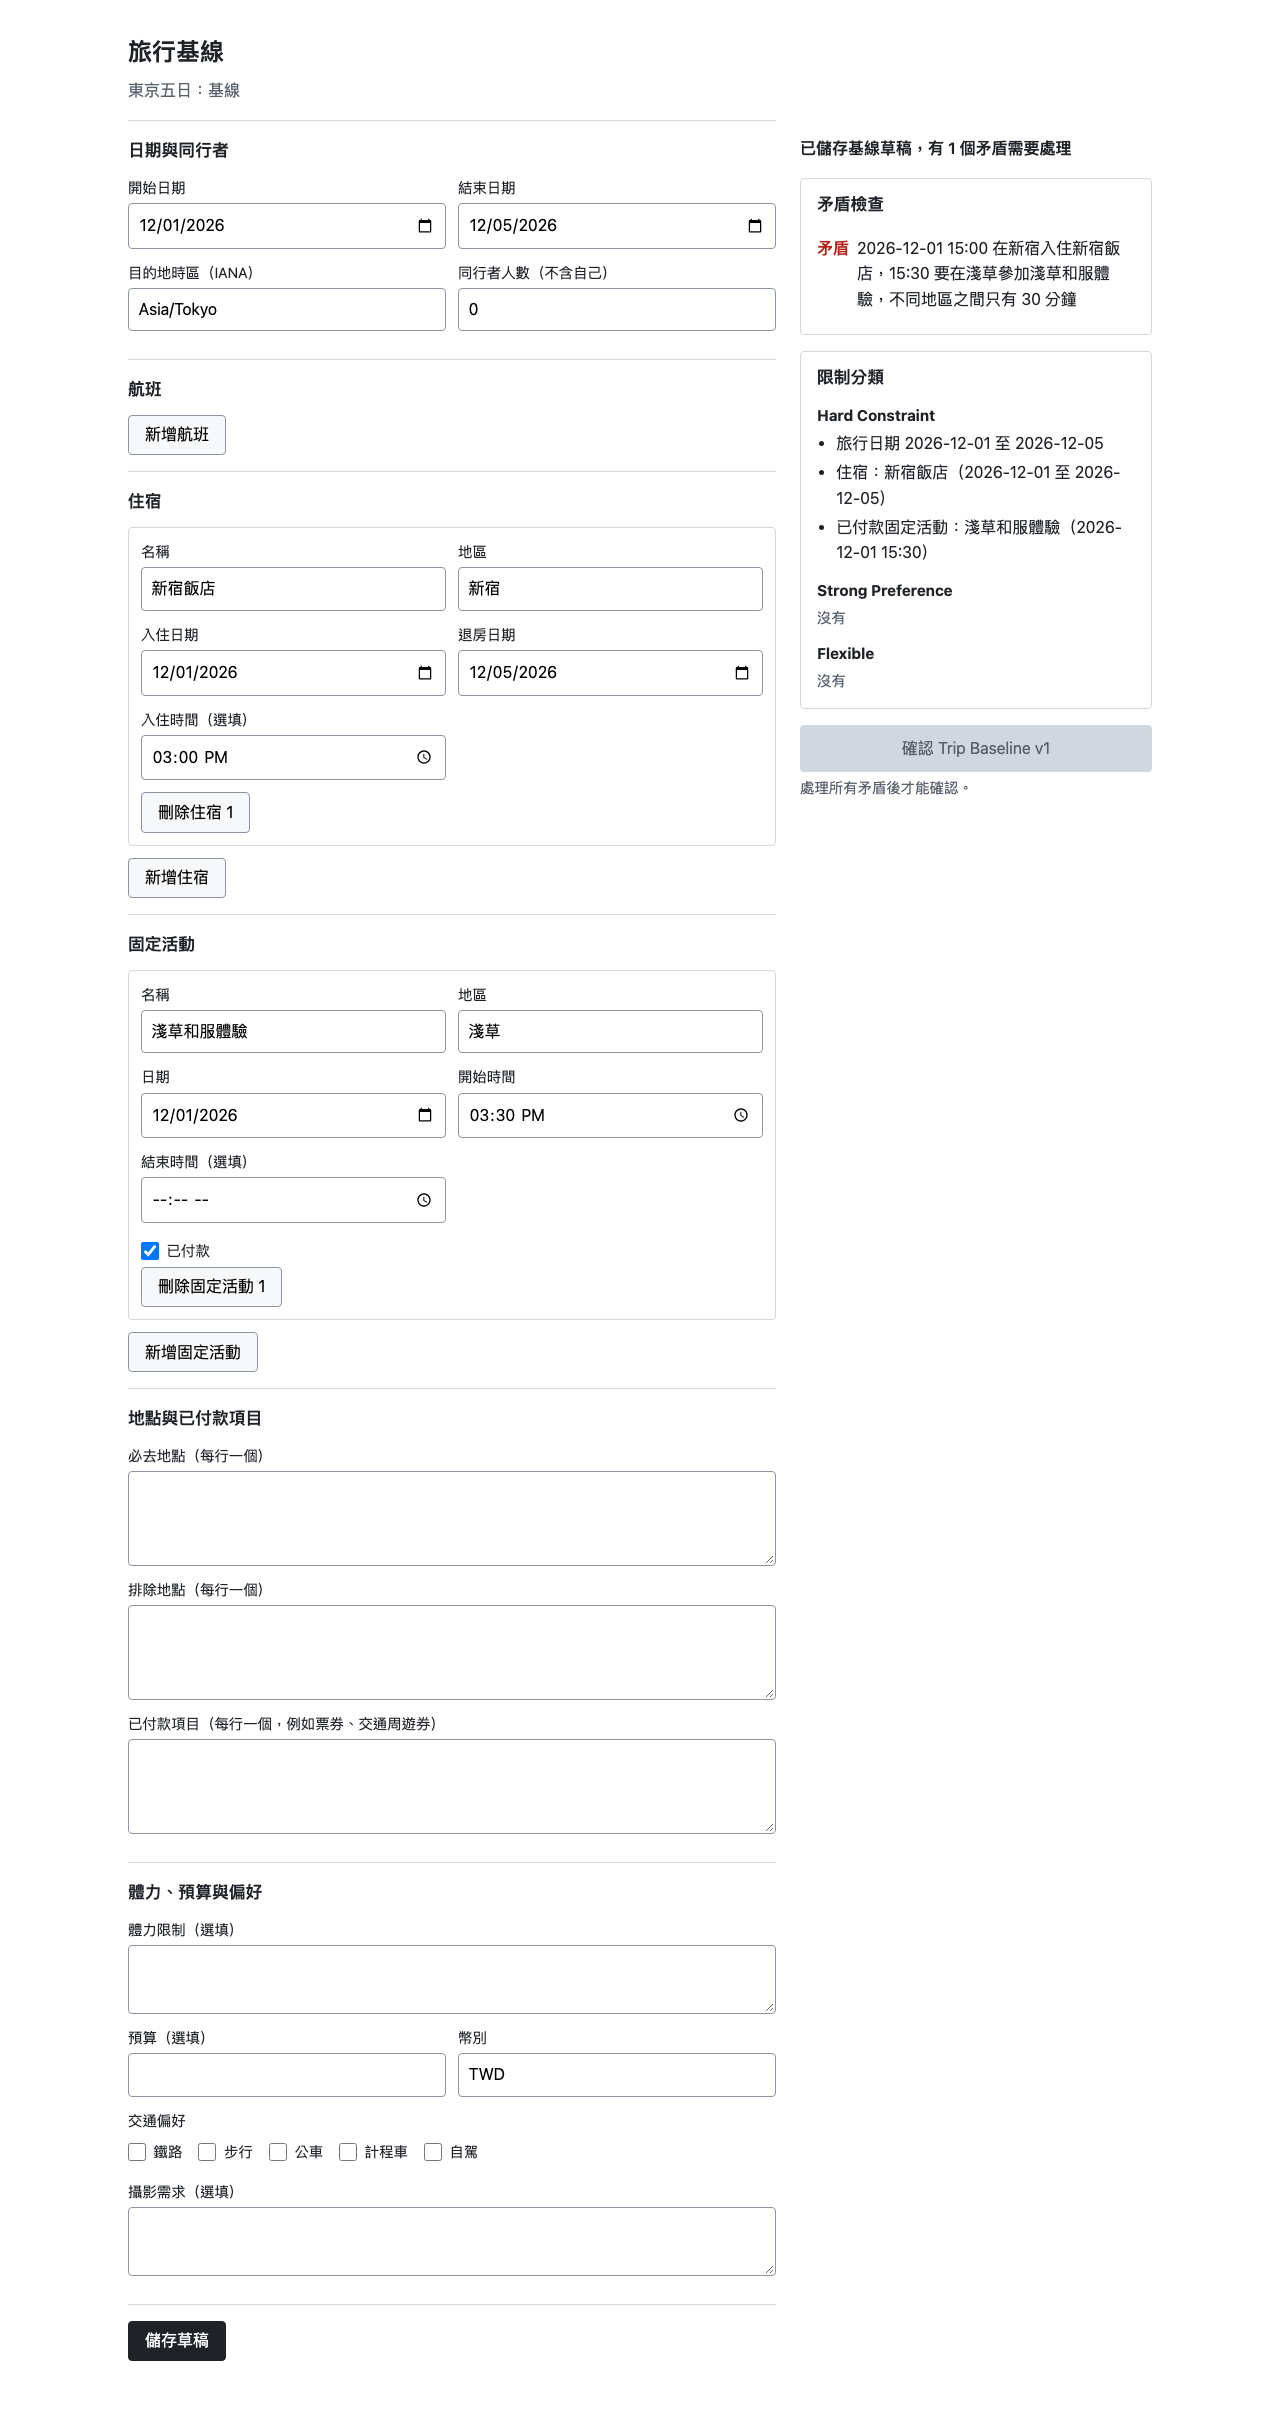 旅行基線
東京五日：基線
日期與同行者
開始日期
結束日期
12/01/2026
12/05/2026
目的地時區（IANA）
同行者人數（不含自己）
Asia/Tokyo
0
航班
新增航班
住宿
名稱
地區
新宿飯店
新宿
入住日期
退房日期
12/01/2026
12/05/2026
入住時間（選填）
03:00 PM
刪除住宿 1
新增住宿
固定活動
名稱
地區
淺草和服體驗
淺草
日期
開始時間
12/01/2026
03:30 PM
結束時間（選填）
--:-- --
已付款
刪除固定活動 1
新增固定活動
地點與已付款項目
必去地點（每行一個）
排除地點（每行一個）
已付款項目（每行一個，例如票券、交通周遊券）
體力、預算與偏好
體力限制（選填）
預算（選填）
幣別
TWD
交通偏好
鐵路
步行
公車
計程車
自駕
攝影需求（選填）
儲存草稿
已儲存基線草稿，有 1 個矛盾需要處理
矛盾檢查
矛盾 2026-12-01 15:00 在新宿入住新宿飯
店，15:30 要在淺草參加淺草和服體
驗，不同地區之間只有 30 分鐘
限制分類
Hard Constraint
• 旅行日期 2026-12-01 至 2026-12-05
• 住宿：新宿飯店（2026-12-01 至 2026-
12-05）
• 已付款固定活動：淺草和服體驗（2026-
12-01 15:30）
Strong Preference
沒有
Flexible
沒有
確認 Trip Baseline v1
處理所有矛盾後才能確認。